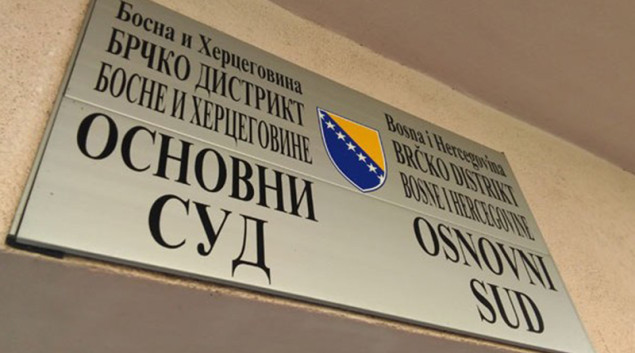 Босна и Херцеговина
БРЧКО ДИСТРИКТ
БОСНЕ И ХЕРЦЕГОВИНЕ
ОСНОВНИ
СУД
Bosna i Hercegovina
BRČKO DISTRIKT
BOSNE I HERCEGOVINE
OSNOVNI
SUD